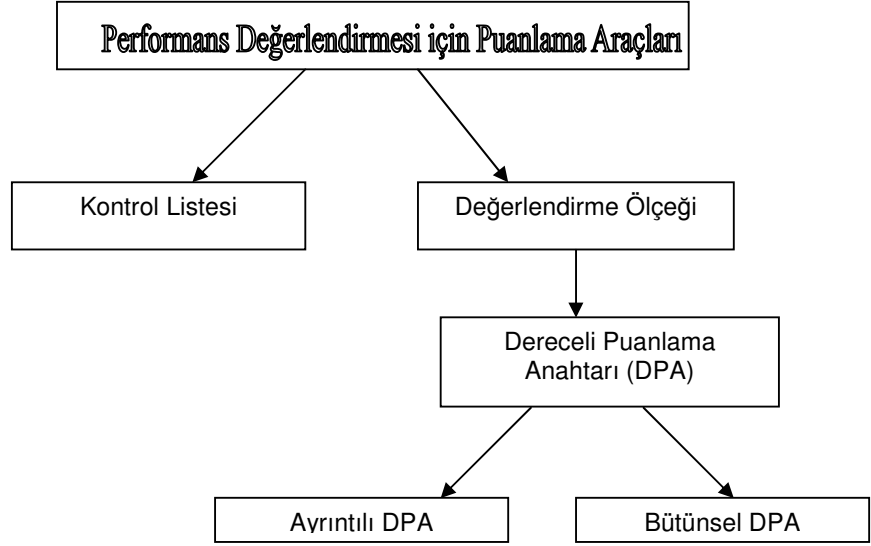 Performans Değerlendirmesi için Puanlama Araçları
Kontrol Listesi
Değerlendirme Ölçeği
Dereceli Puanlama
Anahtarı (DPA)
Ayrıntılı DPA
Bütünsel DPA